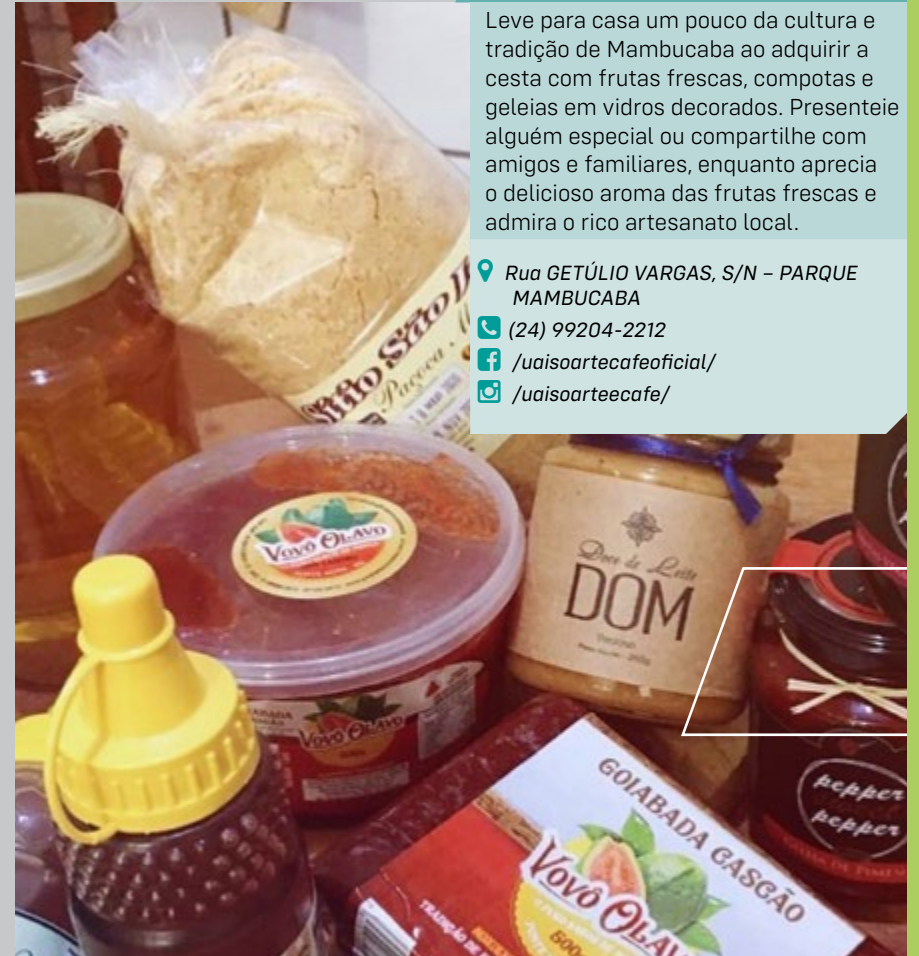 Leve para casa um pouco da cultura e
tradição de Mambucaba ao adquirir a
cesta com frutas frescas, compotas e
geleias em vidros decorados. Presenteie
alguém especial ou compartilhe com
amigos e familiares, enquanto aprecia
o delicioso aroma das frutas frescas e
admira o rico artesanato local.
Rua GETÚLIO VARGAS, S/N – PARQUE
MAMBUCABA
(24) 99204-2212
/uaisoartecafeoficial/
/uaisoarteecafe/
São
Paçoca
VOVÔ OLAVO
Doce de Leite
DOM
VOVÔ OLAVO
pepper
pepper
GOIABADA CASCÃO
VOVÔ OLAVO
500